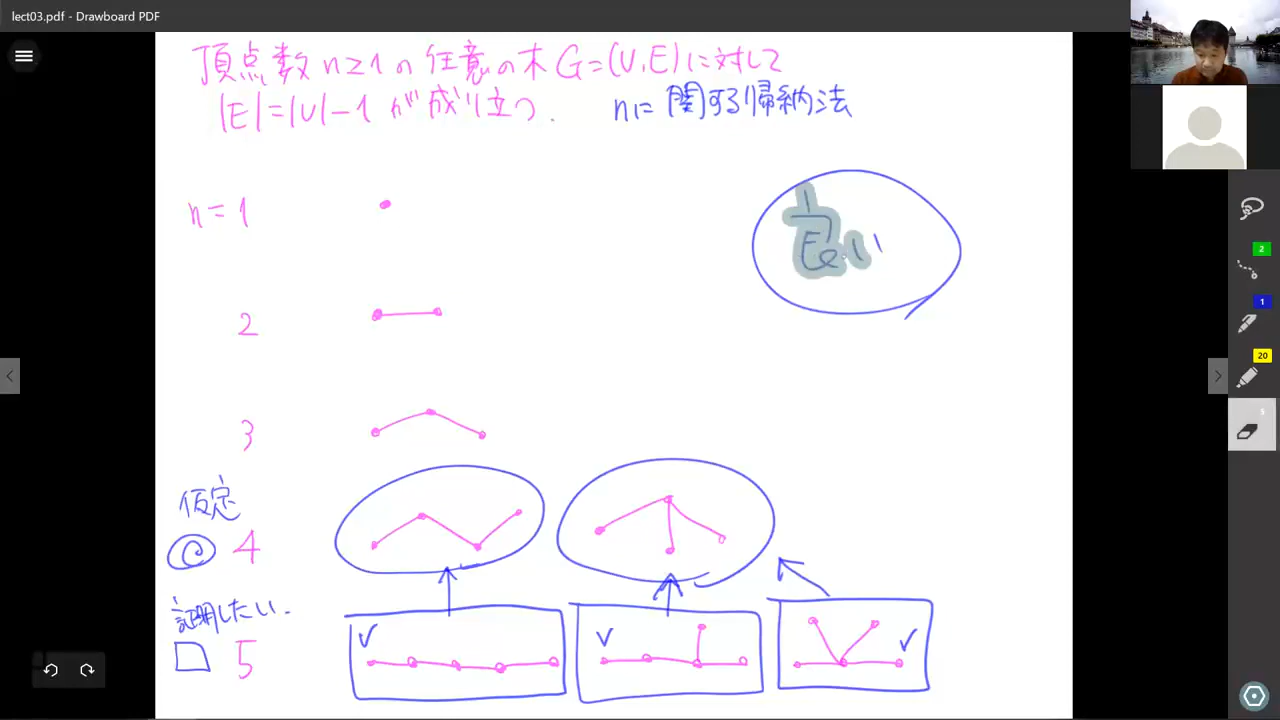 lect03.pdf - Drawboard PDF
頂点数 n≥1 の 任意の木 G=(V,E)に対して
|E|=|V|-1 が成り立つ.
nに関する帰納法
n=1
2
3
仮定
4
証明したい.
5
2
1
20